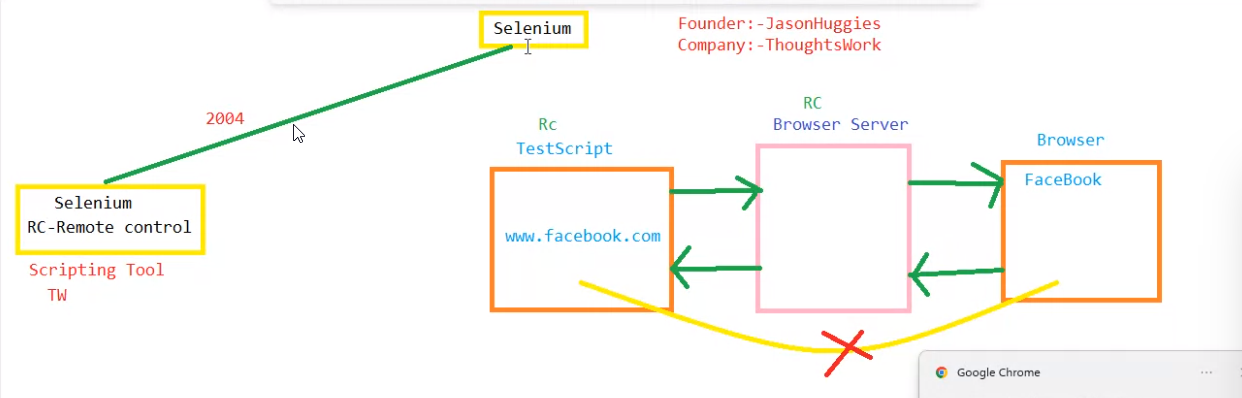 Selenium
Founder:-JasonHuggies
Company:-ThoughtsWork
2004
Rc
TestScript
RC
Browser Server
Browser
FaceBook
www.facebook.com
Selenium
RC-Remote control
Scripting Tool
TW
Google Chrome